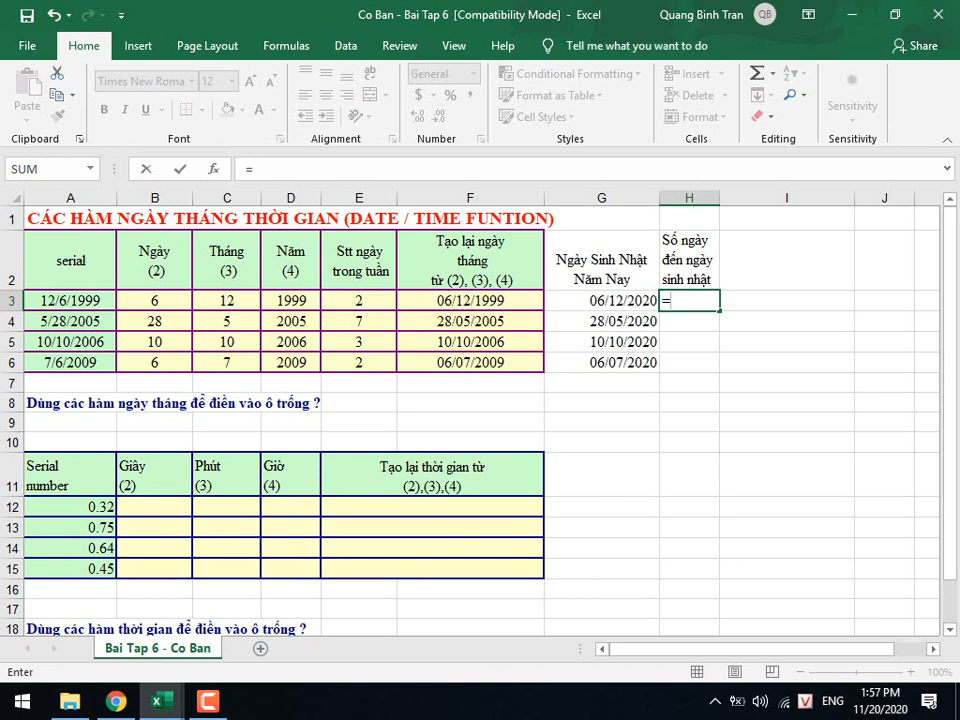 Co Ban - Bai Tap 6 [Compatibility Mode] - Excel
Quang Binh Tran
QB
File Home Insert Page Layout Formulas Data Review View Help Tell me what you want to do Share
Paste
Times New Roma 12
General
Conditional Formatting
Format as Table
Cell Styles
Insert
Delete
Format
Sensitivity
Clipboard Font Alignment Number Styles Cells Editing Sensitivity
SUM fx =
A B C D E F G H I J
1 CÁC HÀM NGÀY THÁNG THỜI GIAN (DATE / TIME FUNTION)
2
serial
Ngày
(2)
Tháng
(3)
Năm
(4)
Stt ngày
trong tuần
Tạo lại ngày
tháng
từ (2), (3), (4)
Ngày Sinh Nhật
Năm Nay
Số ngày
đến ngày
sinh nhật
3 12/6/1999 6 12 1999 2 06/12/1999 06/12/2020 =
4 5/28/2005 28 5 2005 7 28/05/2005 28/05/2020
5 10/10/2006 10 10 2006 3 10/10/2006 10/10/2020
6 7/6/2009 6 7 2009 2 06/07/2009 06/07/2020
7
8 Dùng các hàm ngày tháng để điền vào ô trống ?
9
10
11
Serial
number
Giây
(2)
Phút
(3)
Giờ
(4)
Tạo lại thời gian từ
(2),(3),(4)
12 0.32
13 0.75
14 0.64
15 0.45
16
17
18 Dùng các hàm thời gian để điền vào ô trống ?
Bai Tap 6 - Co Ban
Enter
100%
ENG
1:57 PM
11/20/2020